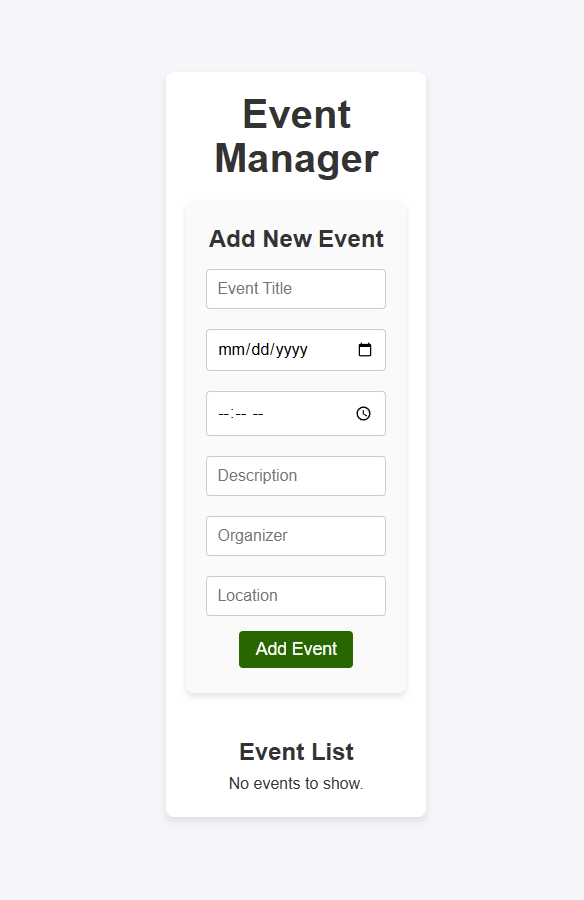 Event
Manager
Add New Event
Event Title
mm/dd/yyyy
--:-- --
Description
Organizer
Location
Add Event
Event List
No events to show.